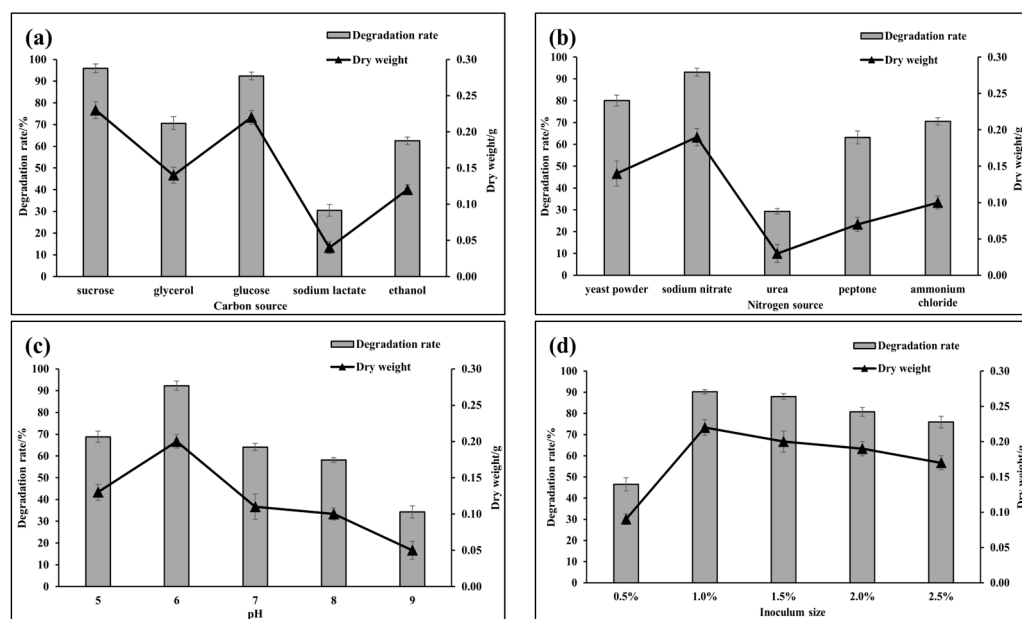 (a)
Degradation rate
Dry weight
Degradation rate/%
100
90
80
70
60
50
40
30
20
10
0
0.30
0.25
0.20
0.15
0.10
0.05
0.00
Dry weight/g
sucrose glycerol glucose sodium lactate ethanol
Carbon source
(b)
Degradation rate
Dry weight
Degradation rate/%
100
90
80
70
60
50
40
30
20
10
0
0.30
0.25
0.20
0.15
0.10
0.05
0.00
Dry weight/g
yeast powder sodium nitrate urea peptone ammonium
chloride
Nitrogen source
(c)
Degradation rate
Dry weight
Degradation rate/%
100
90
80
70
60
50
40
30
20
10
0
0.30
0.25
0.20
0.15
0.10
0.05
0.00
Dry weight/g
5 6 7 8 9
pH
(d)
Degradation rate
Dry weight
Degradation rate/%
100
90
80
70
60
50
40
30
20
10
0
0.30
0.25
0.20
0.15
0.10
0.05
0.00
Dry weight/g
0.5% 1.0% 1.5% 2.0% 2.5%
Inoculum size